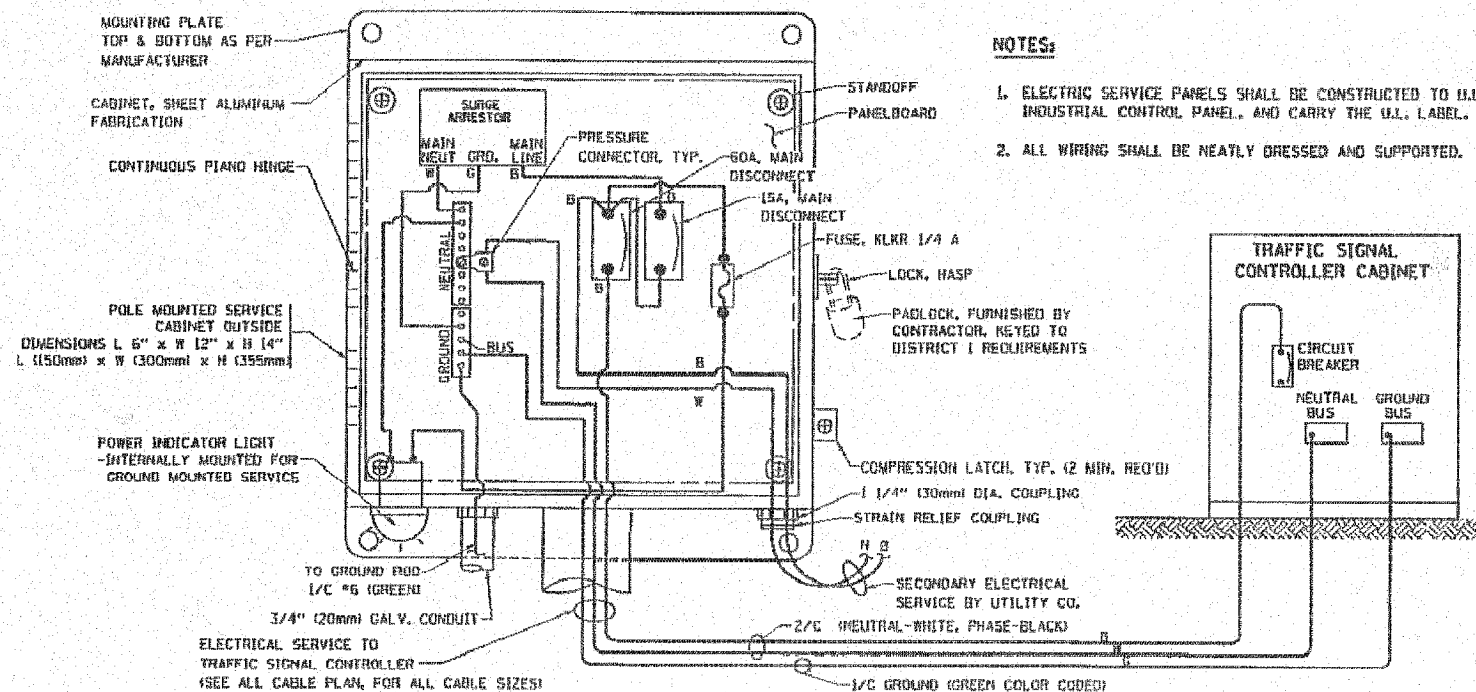 MOUNTING PLATE
TOP & BOTTOM AS PER
MANUFACTURER
CABINET, SHEET ALUMINUM
FABRICATION
CONTINUOUS PIANO HINGE
POLE MOUNTED SERVICE
CABINET OUTSIDE
DIMENSIONS L 6" x W 12" x H 14"
L (150mm) x W (300mm) x H (355mm)
POWER INDICATOR LIGHT
-INTERNALLY MOUNTED FOR
GROUND MOUNTED SERVICE
TO GROUND ROD
1/C #6 (GREEN)
3/4" (20mm) GALV. CONDUIT
ELECTRICAL SERVICE TO
TRAFFIC SIGNAL CONTROLLER
(SEE ALL CABLE PLAN, FOR ALL CABLE SIZES)
SURGE
ARRESTOR
MAIN
NEUT
GRD.
MAIN
LINE
W
G
B
PRESSURE
CONNECTOR, TYP.
STANDOFF
PANELBOARD
60A, MAIN
DISCONNECT
15A, MAIN
DISCONNECT
B
B
FUSE, KLKR 1/4 A
NEUTRAL
GROUND
BUS
LOCK, HASP
PADLOCK, FURNISHED BY
CONTRACTOR, KEYED TO
DISTRICT 1 REQUIREMENTS
B
W
COMPRESSION LATCH, TYP. (2 MIN. REQ'D)
1 1/4" (30mm) DIA. COUPLING
STRAIN RELIEF COUPLING
N B
SECONDARY ELECTRICAL
SERVICE BY UTILITY CO.
2/C (NEUTRAL-WHITE, PHASE-BLACK)
1/C GROUND (GREEN COLOR CODED)
NOTES:
1. ELECTRIC SERVICE PANELS SHALL BE CONSTRUCTED TO U.L
INDUSTRIAL CONTROL PANEL, AND CARRY THE U.L. LABEL.
2. ALL WIRING SHALL BE NEATLY DRESSED AND SUPPORTED.
TRAFFIC SIGNAL
CONTROLLER CABINET
CIRCUIT
BREAKER
NEUTRAL
BUS
GROUND
BUS